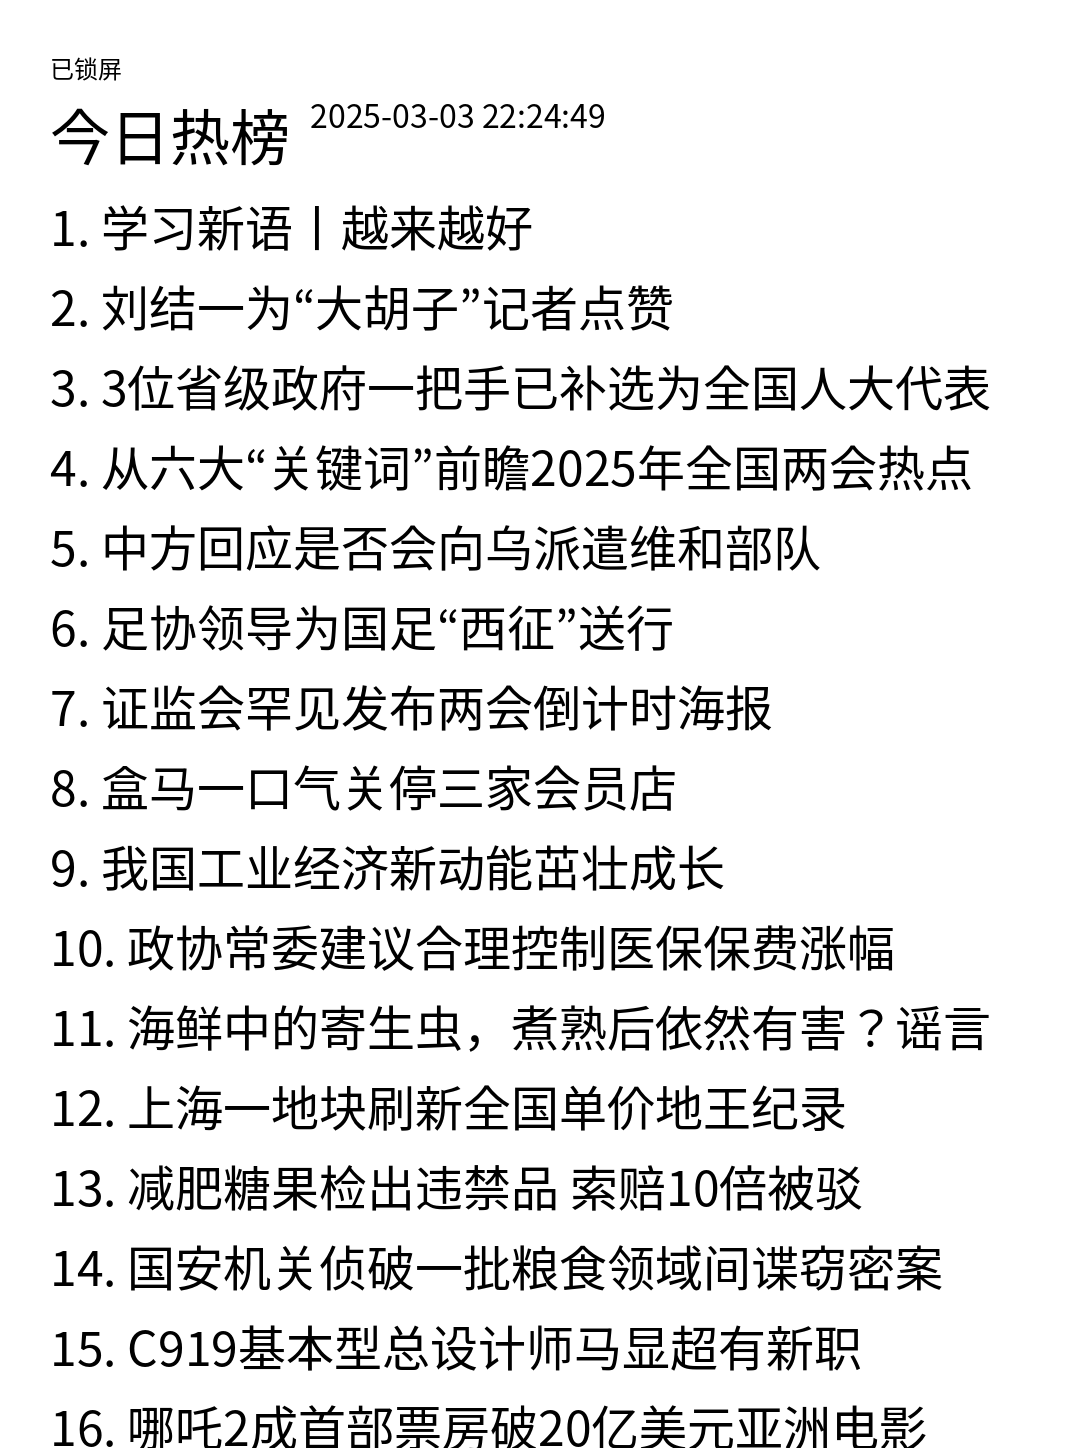 已锁屏
今日热榜 2025-03-03 22:24:49
1. 学习新语丨越来越好
2. 刘结一为“大胡子”记者点赞
3. 3位省级政府一把手已补选为全国人大代表
4. 从六大“关键词”前瞻2025年全国两会热点
5. 中方回应是否会向乌派遣维和部队
6. 足协领导为国足“西征”送行
7. 证监会罕见发布两会倒计时海报
8. 盒马一口气关停三家会员店
9. 我国工业经济新动能茁壮成长
10. 政协常委建议合理控制医保保费涨幅
11. 海鲜中的寄生虫，煮熟后依然有害？谣言
12. 上海一地块刷新全国单价地王纪录
13. 减肥糖果检出违禁品 索赔10倍被驳
14. 国安机关侦破一批粮食领域间谍窃密案
15. C919基本型总设计师马显超有新职
16. 哪吒2成首部票房破20亿美元亚洲电影